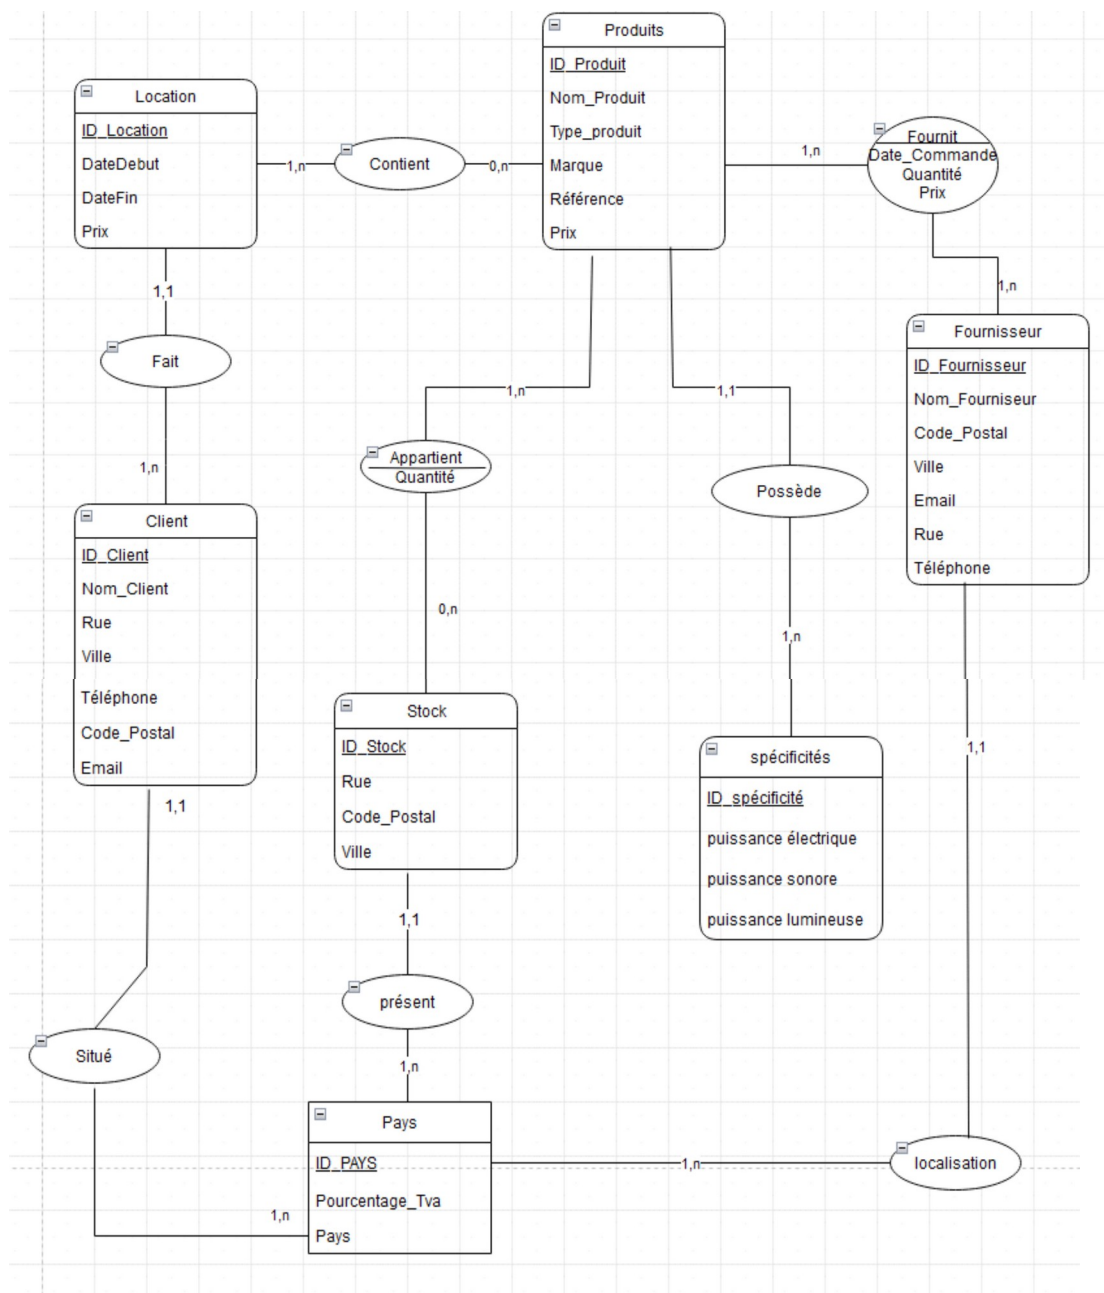 Produits
ID_Produit
Nom_Produit
Type_produit
Marque
Référence
Prix
Location
ID_Location
DateDebut
DateFin
Prix
1,n
Contient
0,n
1,n
Fournit
Date_Commande
Quantité
Prix
1,n
1,1
Fait
1,n
Fournisseur
ID_Fournisseur
Nom_Fourniseur
Code_Postal
Ville
Email
Rue
Téléphone
1,n
1,1
Appartient
Quantité
Possède
0,n
1,n
Client
ID_Client
Nom_Client
Rue
Ville
Téléphone
Code_Postal
Email
1,1
Stock
ID_Stock
Rue
Code_Postal
Ville
spécificités
ID_spécificité
puissance électrique
puissance sonore
puissance lumineuse
1,1
1,1
présent
1,n
Situé
1,n
Pays
ID_PAYS
Pourcentage_Tva
Pays
1,n
localisation